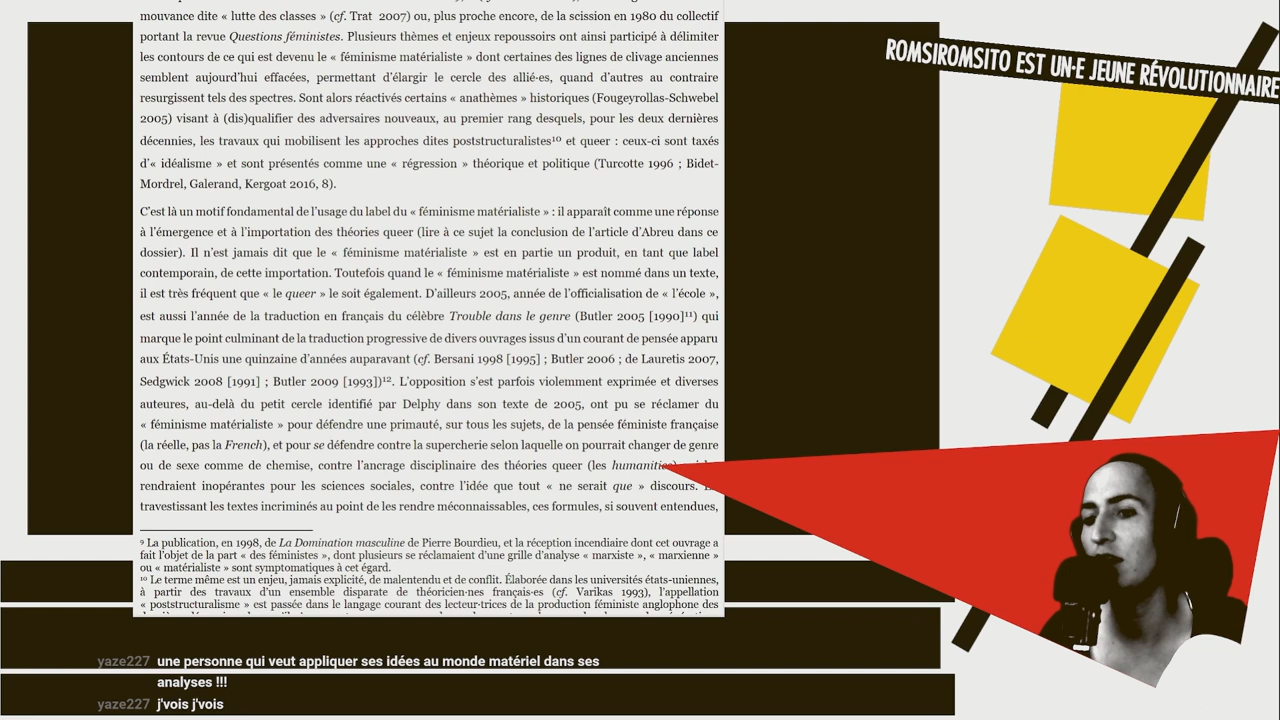 mouvance dite « lutte des classes » (cf. Trat 2007) ou, plus proche encore, de la scission en 1980 du collectif
portant la revue Questions féministes. Plusieurs thèmes et enjeux repoussoirs ont ainsi participé à délimiter
les contours de ce qui est devenu le « féminisme matérialiste » dont certaines des lignes de clivage anciennes
semblent aujourd'hui effacées, permettant d'élargir le cercle des allié·es, quand d'autres au contraire
resurgissent tels des spectres. Sont alors réactivés certains « anathèmes » historiques (Fougeyrollas-Schwebel
2005) visant à (dis)qualifier des adversaires nouveaux, au premier rang desquels, pour les deux dernières
décennies, les travaux qui mobilisent les approches dites poststructuralistes¹⁰ et queer : ceux-ci sont taxés
d'« idéalisme » et sont présentés comme une « régression » théorique et politique (Turcotte 1996 ; Bidet-
Mordrel, Galerand, Kergoat 2016, 8).
C'est là un motif fondamental de l'usage du label du « féminisme matérialiste » : il apparaît comme une réponse
à l'émergence et à l'importation des théories queer (lire à ce sujet la conclusion de l'article d'Abreu dans ce
dossier). Il n'est jamais dit que le « féminisme matérialiste » est en partie un produit, en tant que label
contemporain, de cette importation. Toutefois quand le « féminisme matérialiste » est nommé dans un texte,
il est très fréquent que « le queer » le soit également. D'ailleurs 2005, année de l'officialisation de « l'école »,
est aussi l'année de la traduction en français du célèbre Trouble dans le genre (Butler 2005 [1990]¹¹) qui
marque le point culminant de la traduction progressive de divers ouvrages issus d'un courant de pensée apparu
aux États-Unis une quinzaine d'années auparavant (cf. Bersani 1998 [1995] ; Butler 2006 ; de Lauretis 2007,
Sedgwick 2008 [1991] ; Butler 2009 [1993])¹². L'opposition s'est parfois violemment exprimée et diverses
auteures, au-delà du petit cercle identifié par Delphy dans son texte de 2005, ont pu se réclamer du
« féminisme matérialiste » pour défendre une primauté, sur tous les sujets, de la pensée féministe française
(la réelle, pas la French), et pour se défendre contre la supercherie selon laquelle on pourrait changer de genre
ou de sexe comme de chemise, contre l'ancrage disciplinaire des théories queer (les humanities)
rendraient inopérantes pour les sciences sociales, contre l'idée que tout « ne serait que » discours.
travestissant les textes incriminés au point de les rendre méconnaissables, ces formules, si souvent entendues,
⁹ La publication, en 1998, de La Domination masculine de Pierre Bourdieu, et la réception incendiaire dont cet ouvrage a
fait l'objet de la part « des féministes », dont plusieurs se réclamaient d'une grille d'analyse « marxiste », « marxienne »
ou « matérialiste » sont symptomatiques à cet égard.
¹⁰ Le terme même est un enjeu, jamais explicité, de malentendu et de conflit. Élaborée dans les universités états-uniennes,
à partir des travaux d'un ensemble disparate de théoricien·nes français·es (cf. Varikas 1993), l'appellation
« poststructuralisme » est passée dans le langage courant des lecteur·trices de la production féministe anglophone des
ROMSIROMSITO EST UN·E JEUNE RÉVOLUTIONNAIRE
yaze227 une personne qui veut appliquer ses idées au monde matériel dans ses
analyses !!!
yaze227 j'vois j'vois